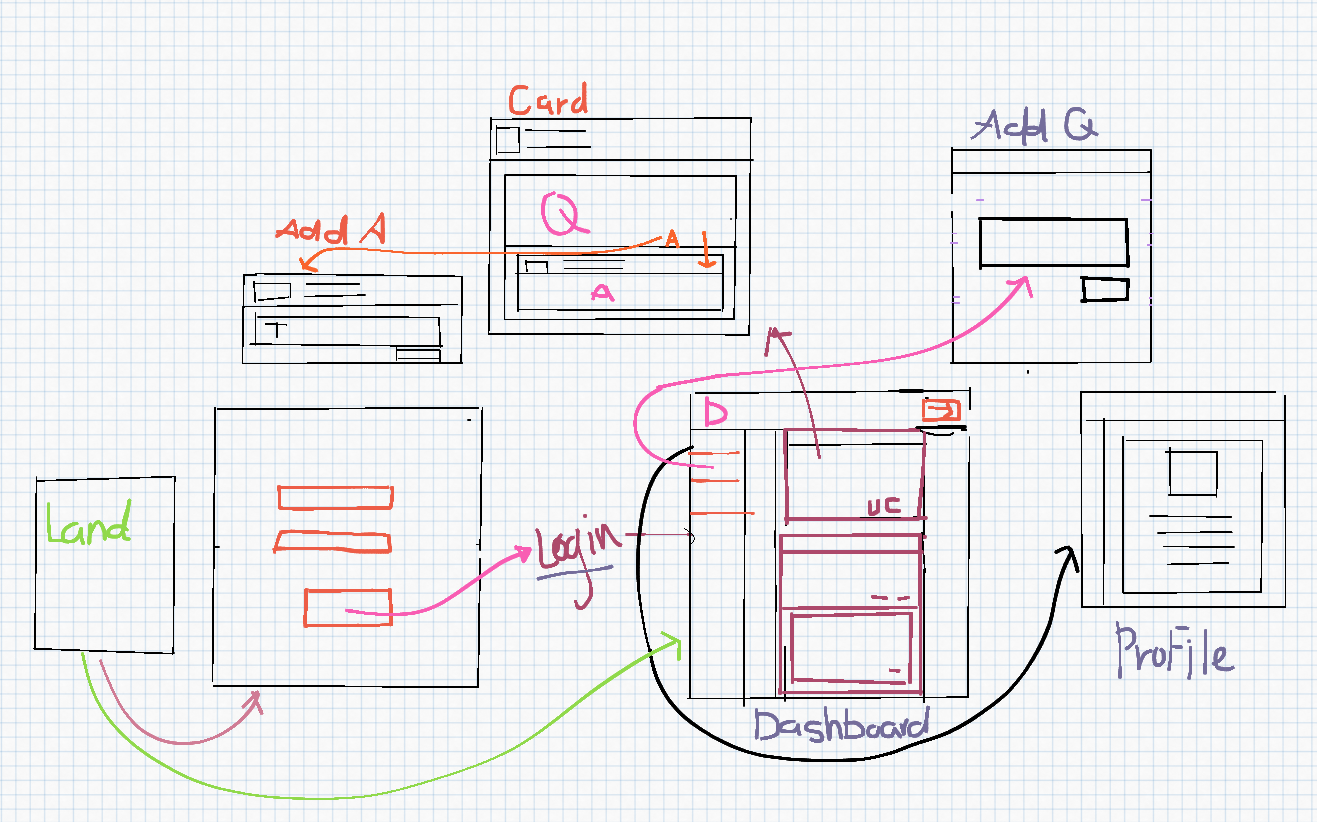 Card
Add Q
Q
Add A
A
A
T
D
Land
UC
Login
Profile
Dashboard